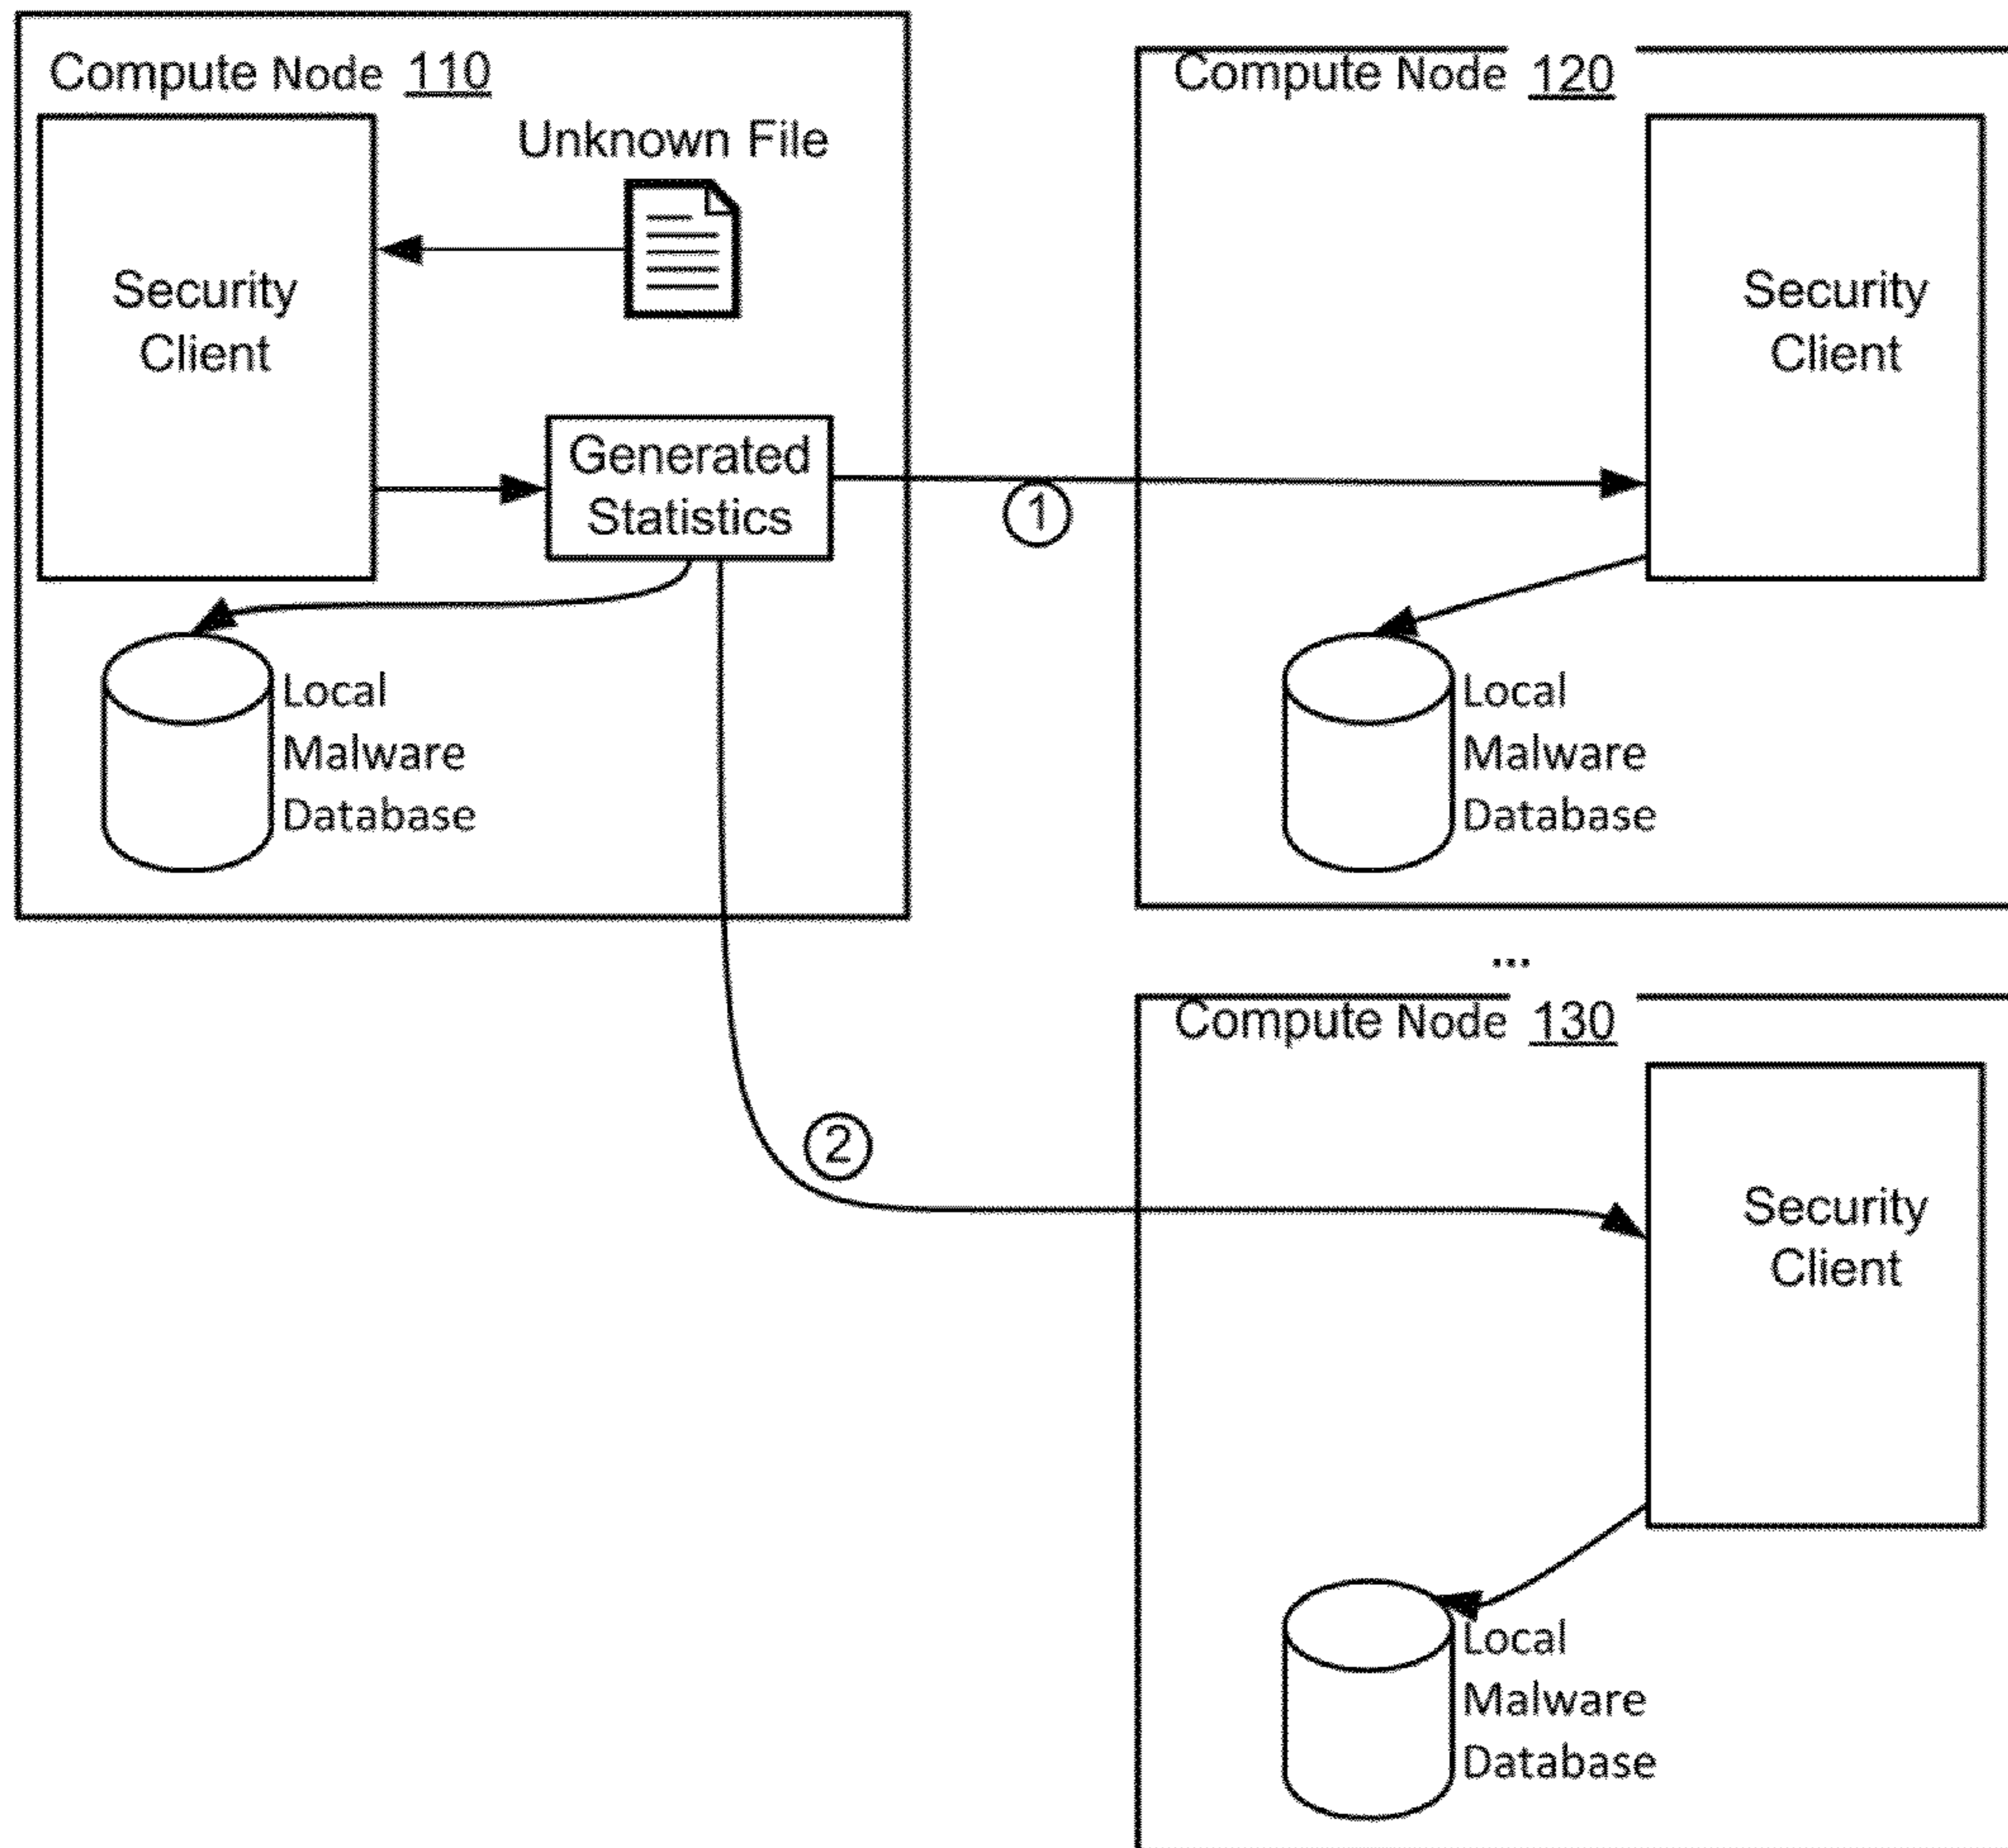 Compute Node 110
Unknown File
Security
Client
Generated
Statistics
Local
Malware
Database
1
Compute Node 120
Security
Client
Local
Malware
Database
...
2
Compute Node 130
Security
Client
Local
Malware
Database